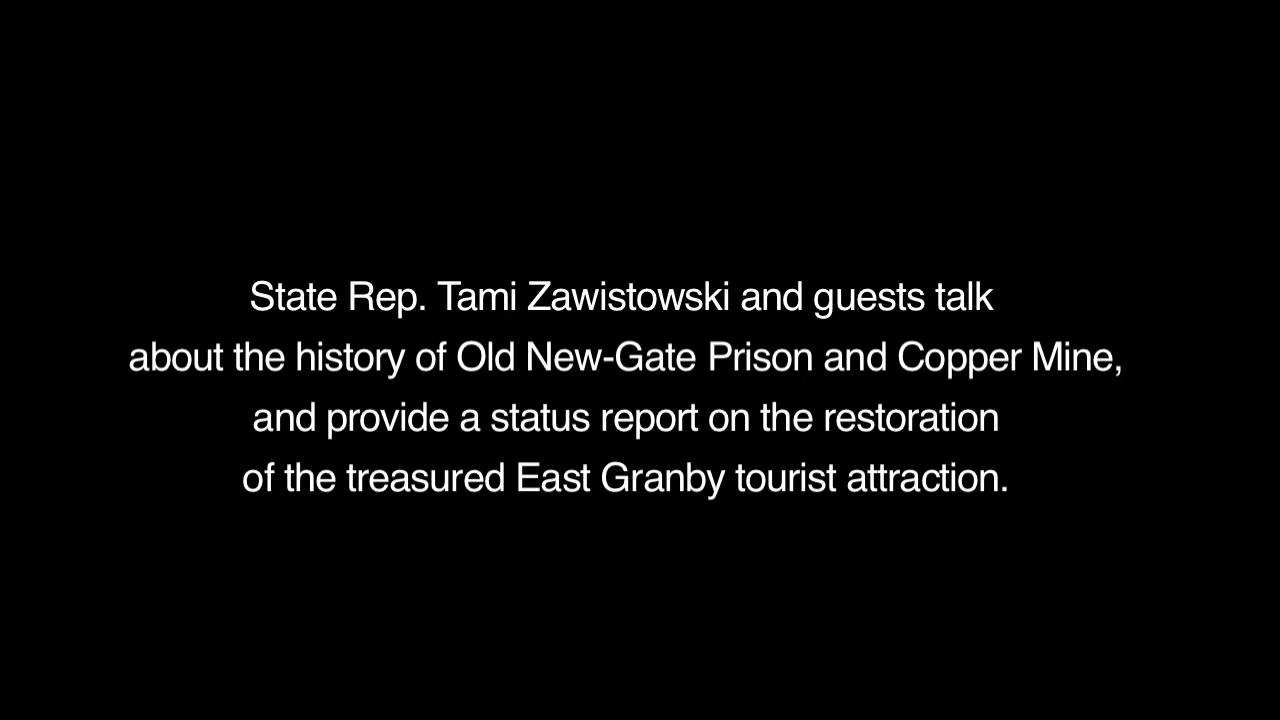 State Rep. Tami Zawistowski and guests talk
about the history of Old New-Gate Prison and Copper Mine,
and provide a status report on the restoration
of the treasured East Granby tourist attraction.